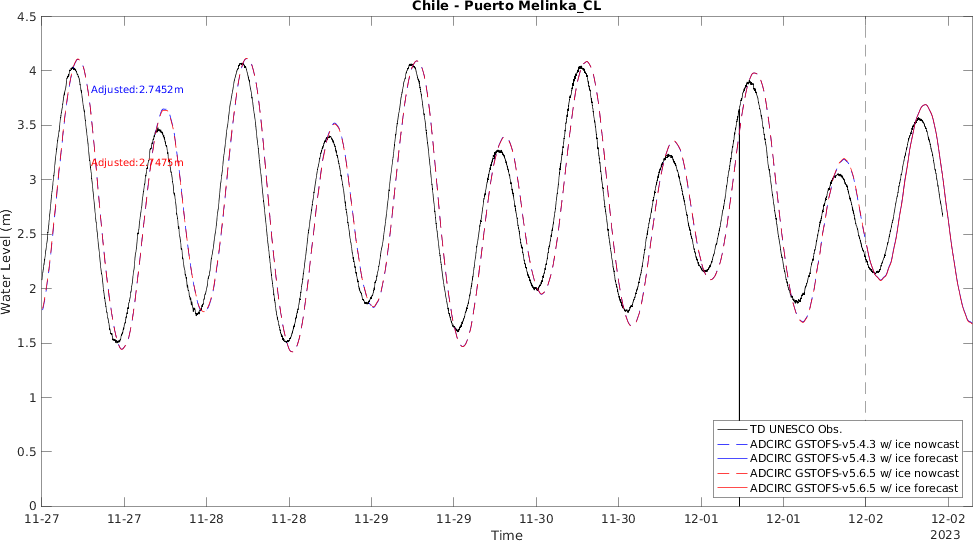 Chile - Puerto Melinka_CL
Water Level (m)
4.5
4
3.5
3
2.5
2
1.5
1
0.5
0
Adjusted:2.7452m
Adjusted:2.7475m
TD UNESCO Obs.
ADCIRC GSTOFS-v5.4.3 w/ ice nowcast
ADCIRC GSTOFS-v5.4.3 w/ ice forecast
ADCIRC GSTOFS-v5.6.5 w/ ice nowcast
ADCIRC GSTOFS-v5.6.5 w/ ice forecast
11-27 11-27 11-28 11-28 11-29 11-29 11-30 11-30 12-01 12-01 12-02 12-02
Time
2023